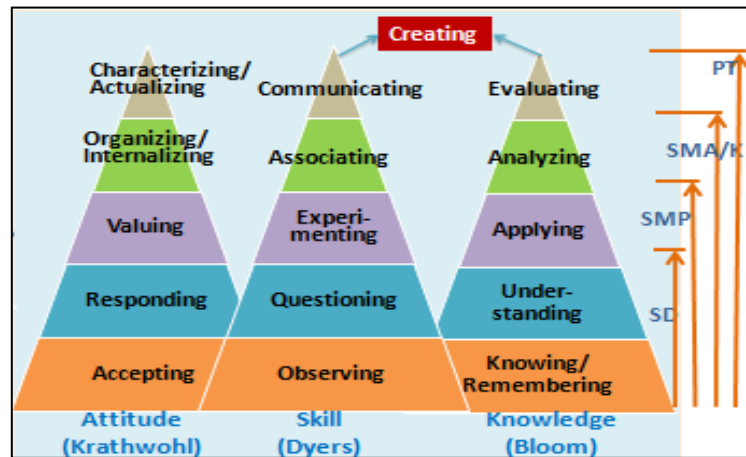 Creating
Characterizing/
Actualizing
Communicating
Evaluating
PT
Organizing/
Internalizing
Associating
Analyzing
SMA/K
Valuing
Experi-
menting
Applying
SMP
Responding
Questioning
Under-
standing
SD
Accepting
Observing
Knowing/
Remembering
Attitude
(Krathwohl)
Skill
(Dyers)
Knowledge
(Bloom)